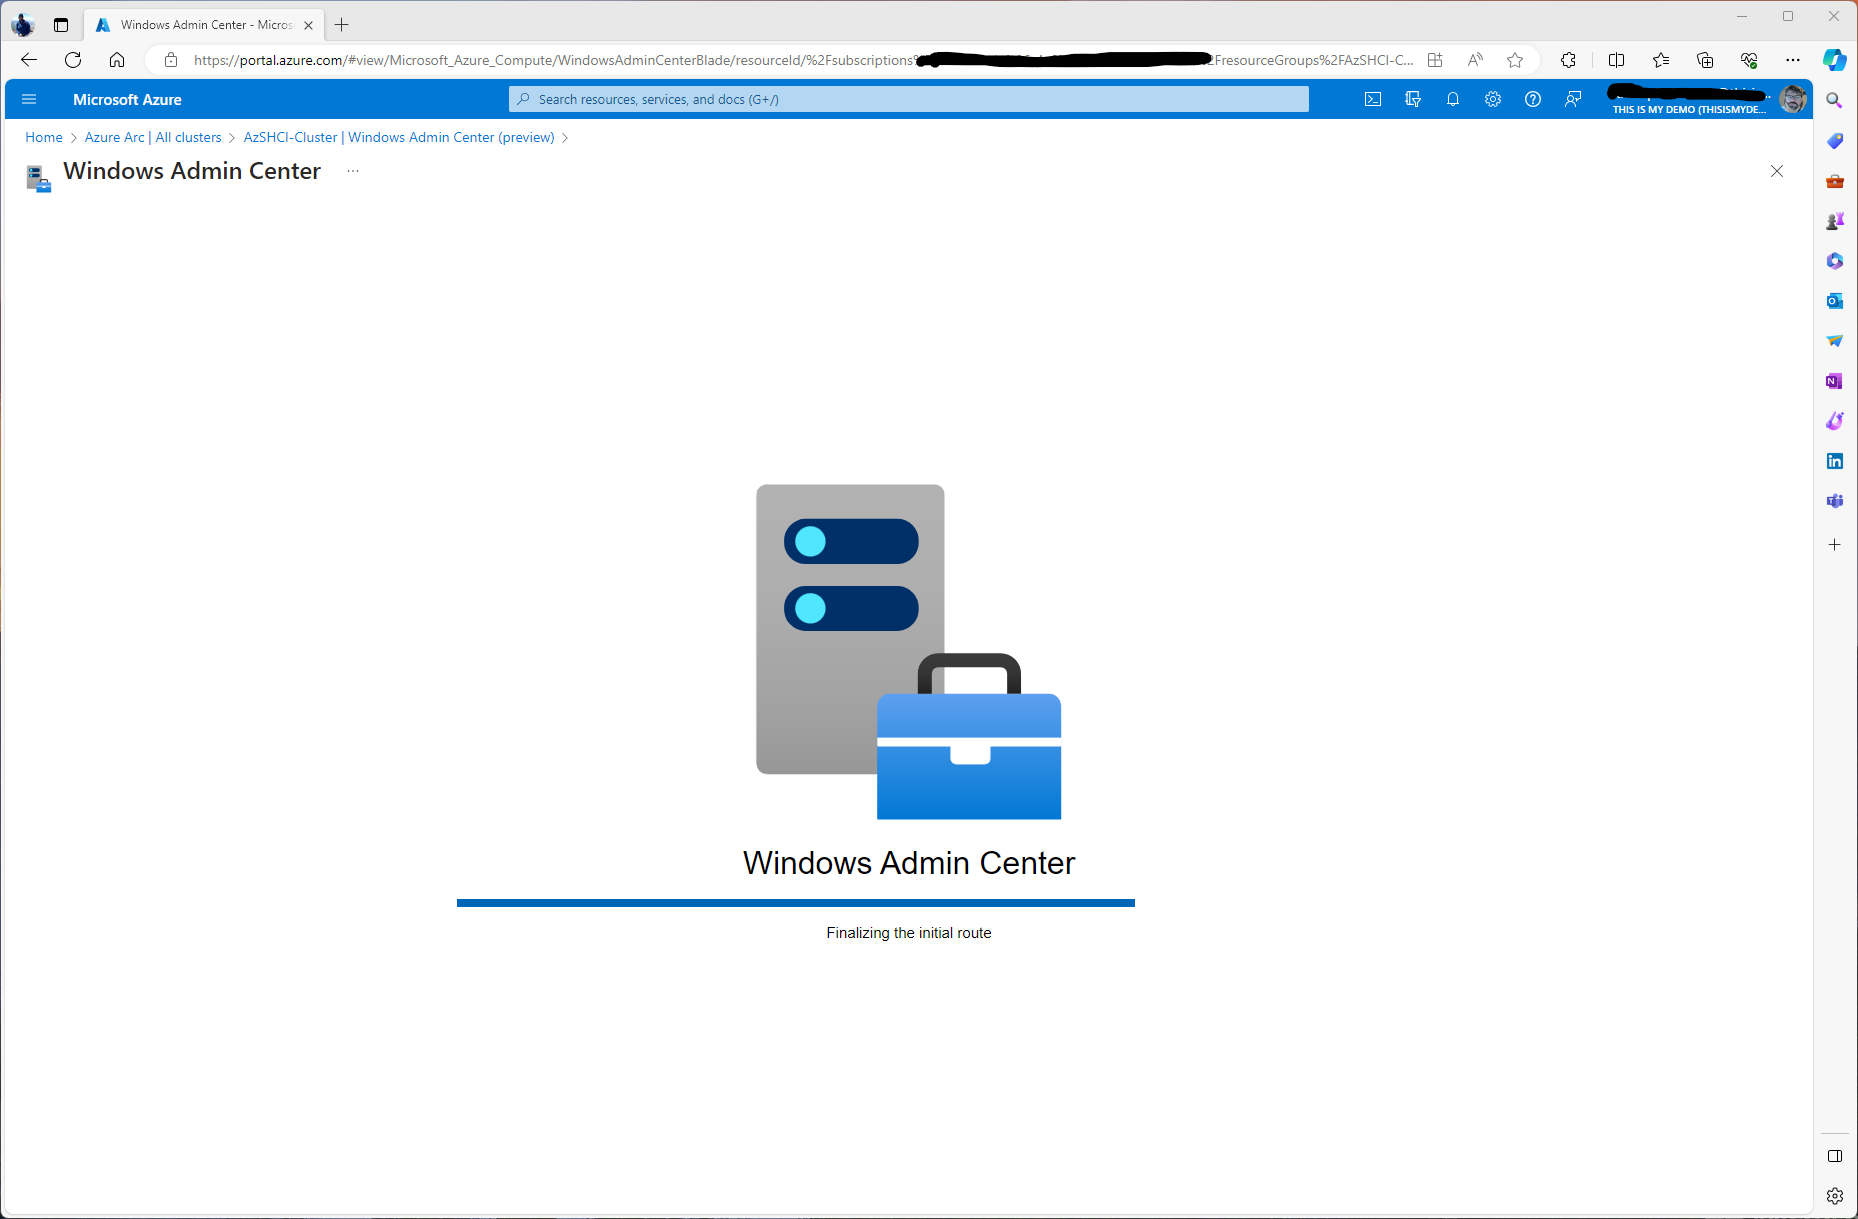 Windows Admin Center - Micros
https://portal.azure.com/#view/Microsoft_Azure_Compute/WindowsAdminCenterBlade/resourceId/%2Fsubscriptions% 2FresourceGroups%2FAzSHCI-C...
Microsoft Azure
Search resources, services, and docs (G+/)
THIS IS MY DEMO (THISISMYDE...
Home > Azure Arc | All clusters > AzSHCI-Cluster | Windows Admin Center (preview) >
Windows Admin Center ...
Windows Admin Center
Finalizing the initial route